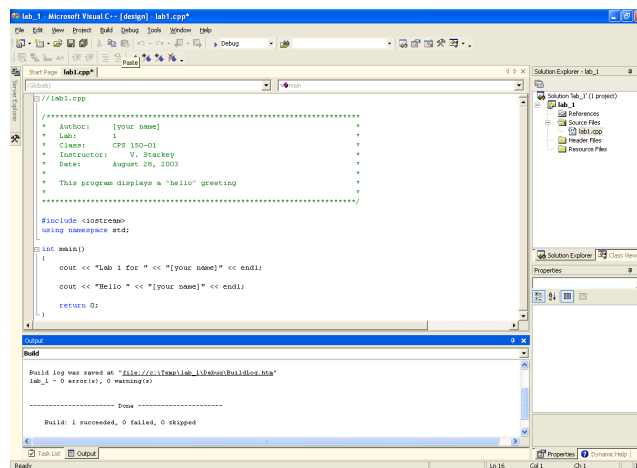 lab_1 - Microsoft Visual C++ [design] - lab1.cpp*
File Edit View Project Build Debug Tools Window Help
Debug
Paste
Start Page lab1.cpp*
(Globals) main
//lab1.cpp
/****************************************************************
* Author: [your name] *
* Lab: 1 *
* Class: CPS 150-01 *
* Instructor: V. Starkey *
* Date: August 28, 2003 *
* *
* This program displays a "hello" greeting *
* *
****************************************************************/
#include <iostream>
using namespace std;
int main()
{
cout << "Lab 1 for " << "[your name]" << endl;
cout << "Hello " << "[your name]" << endl;
return 0;
}
Server Explorer
Solution Explorer - lab_1
Solution 'lab_1' (1 project)
lab_1
References
Source Files
lab1.cpp
Header Files
Resource Files
Solution Explorer Class View
Properties
Output
Build
Build log was saved at "file://c:\Temp\lab_1\Debug\BuildLog.htm"
lab_1 - 0 error(s), 0 warning(s)
---------------------- Done ----------------------
Build: 1 succeeded, 0 failed, 0 skipped
Task List Output
Properties Dynamic Help
Ready Ln 16 Col 1 Ch 1